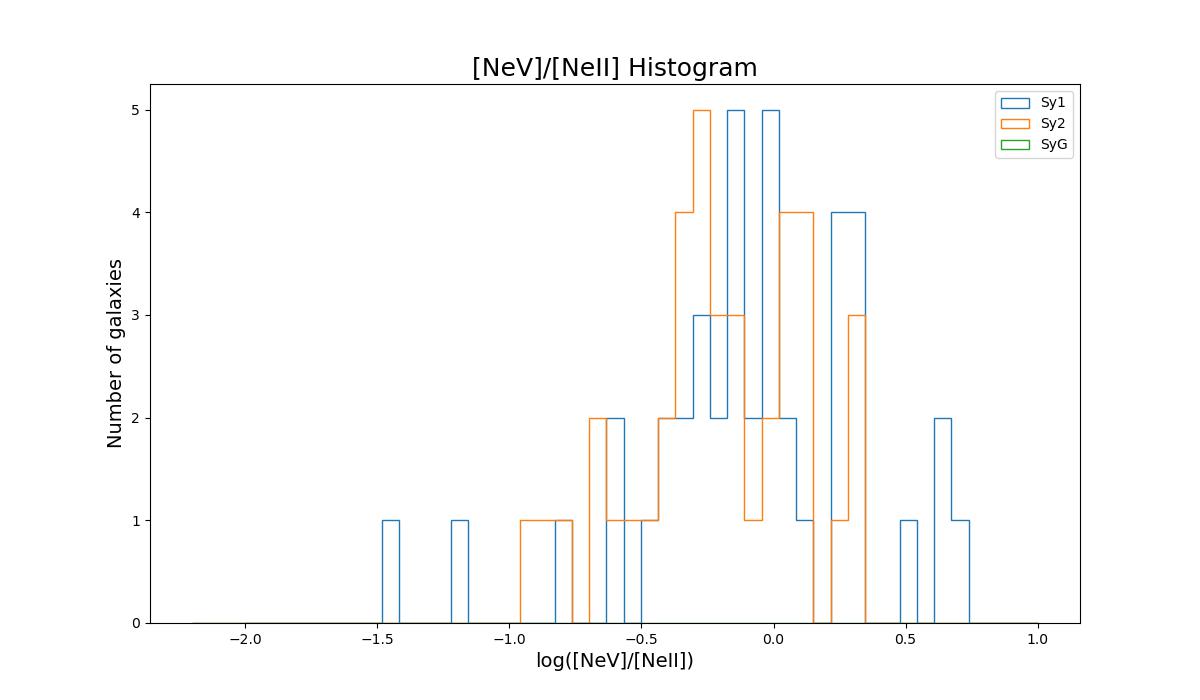 [NeV]/[NeII] Histogram
Sy1
Sy2
SyG
Number of galaxies
5
4
3
2
1
0
−2.0 −1.5 −1.0 −0.5 0.0 0.5 1.0
log([NeV]/[NeII])